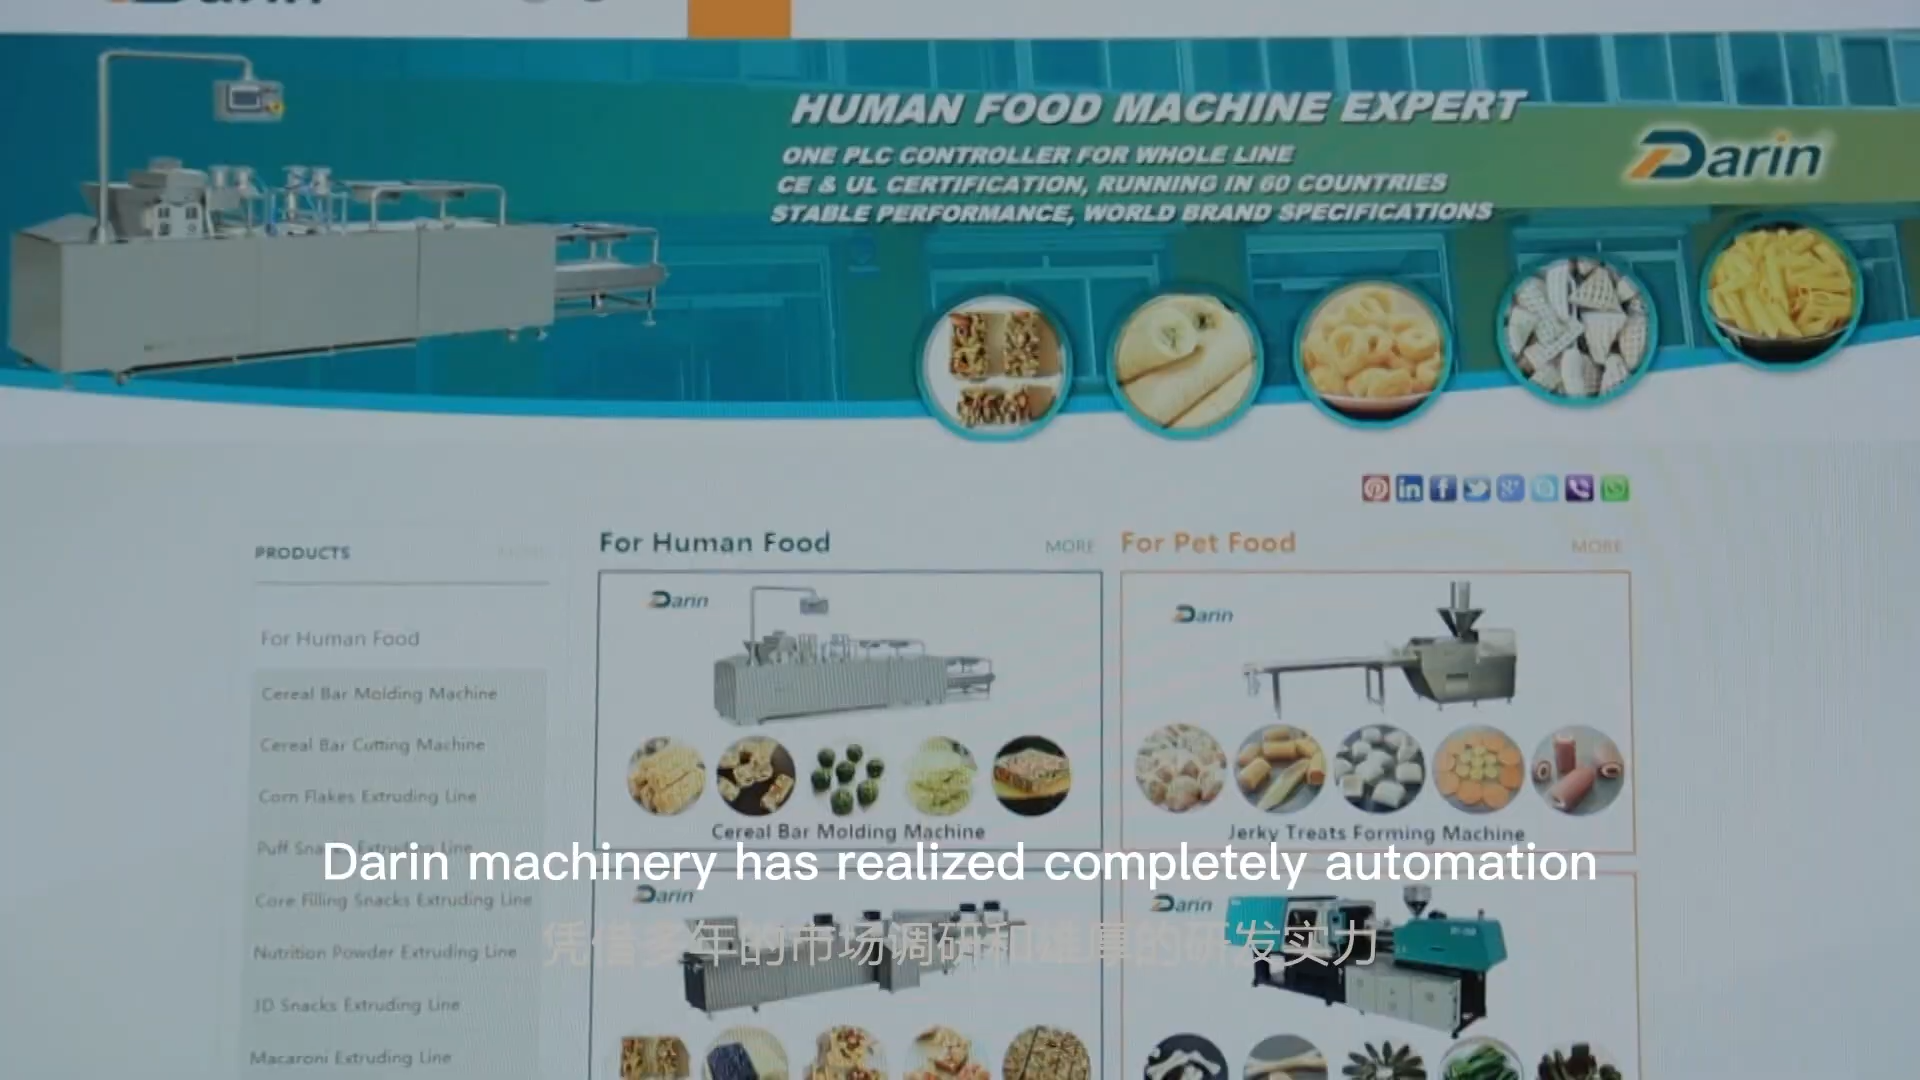 HUMAN FOOD MACHINE EXPERT
ONE PLC CONTROLLER FOR WHOLE LINE
CE & UL CERTIFICATION, RUNNING IN 60 COUNTRIES
STABLE PERFORMANCE, WORLD BRAND SPECIFICATIONS
Darin
PRODUCTS
For Human Food
MORE
For Pet Food
MORE
For Human Food
Cereal Bar Molding Machine
Cereal Bar Cutting Machine
Corn Flakes Extruding Line
Puff Snacks Extruding Line
Core Filling Snacks Extruding Line
Nutrition Powder Extruding Line
3D Snacks Extruding Line
Macaroni Extruding Line
Darin
Cereal Bar Molding Machine
Darin
Jerky Treats Forming Machine
Darin
Darin
Darin machinery has realized completely automation
凭借多年的市场调研和雄厚的研发实力